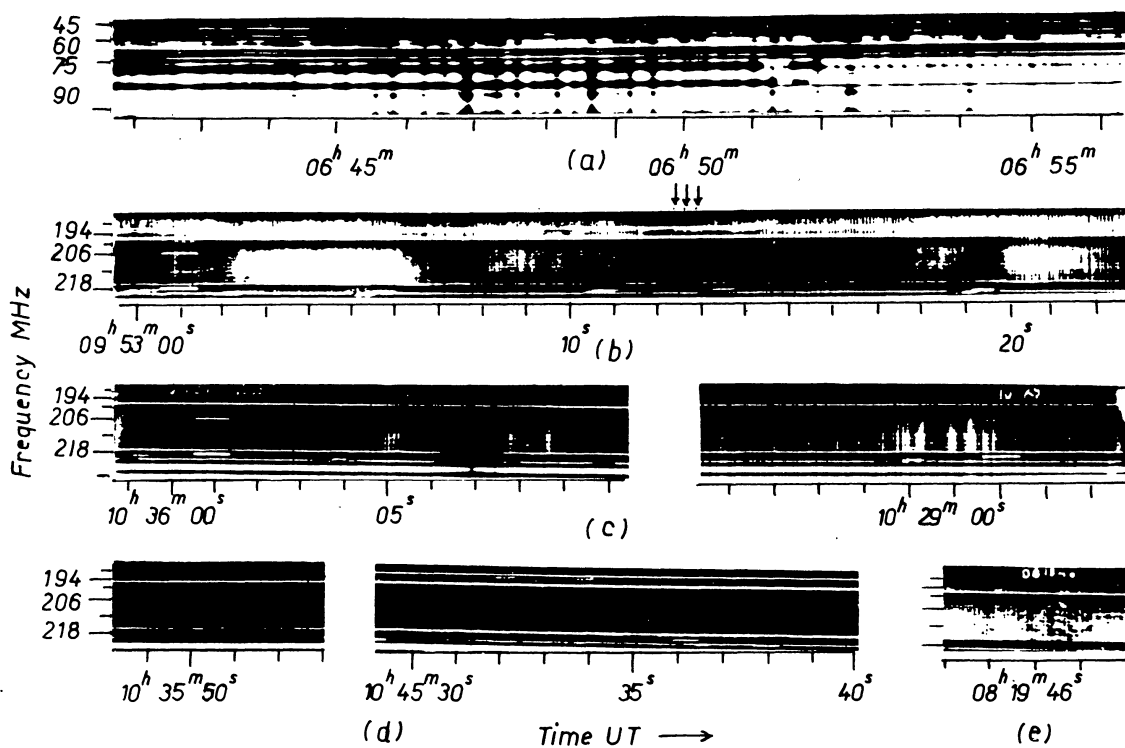 45
60
75
90
06ʰ 45ᵐ (a) 06ʰ 50ᵐ 06ʰ 55ᵐ
↓↓↓
194
206
218
09ʰ 53ᵐ 00ˢ 10ˢ (b) 20ˢ
Frequency MHz
194
206
218
10ʰ 36ᵐ 00ˢ 05ˢ (c) 10ʰ 29ᵐ 00ˢ
194
206
218
10ʰ 35ᵐ 50ˢ 10ʰ 45ᵐ 30ˢ 35ˢ 40ˢ 08ʰ 19ᵐ 46ˢ
(d) Time UT → (e)